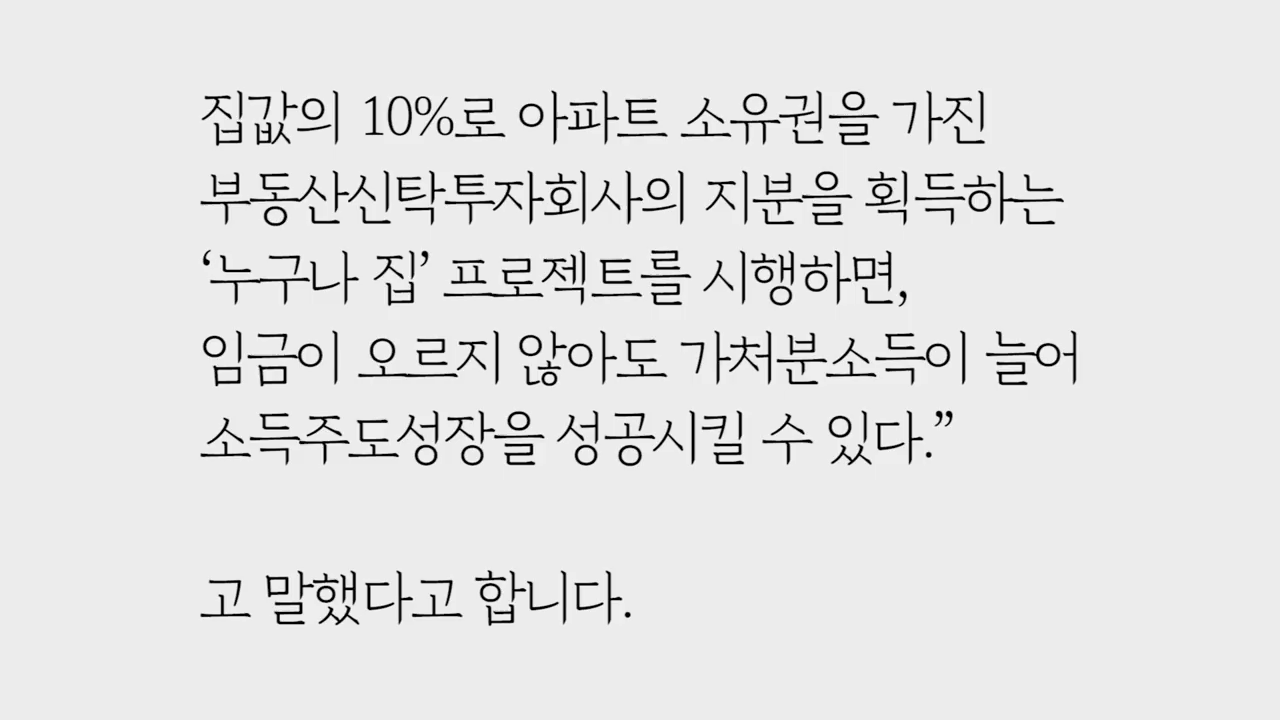 집값의 10%로 아파트 소유권을 가진
부동산신탁투자회사의 지분을 획득하는
‘누구나 집’ 프로젝트를 시행하면,
임금이 오르지 않아도 가처분소득이 늘어
소득주도성장을 성공시킬 수 있다.”
고 말했다고 합니다.